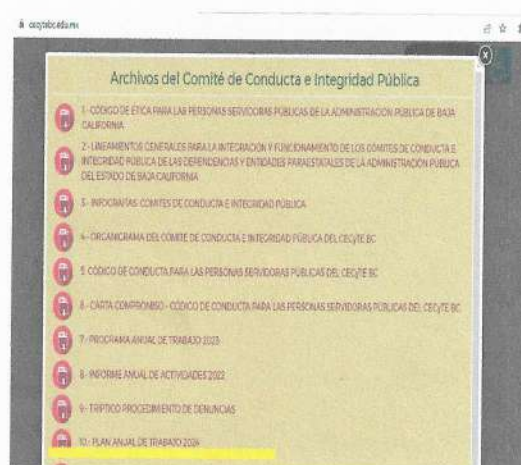 cecytebc.edu.mx
Archivos del Comité de Conducta e Integridad Pública
1.- CÓDIGO DE ÉTICA PARA LAS PERSONAS SERVIDORAS PÚBLICAS DE LA ADMINISTRACIÓN PÚBLICA DE BAJA
CALIFORNIA
2.- LINEAMIENTOS GENERALES PARA LA INTEGRACIÓN Y FUNCIONAMIENTO DE LOS COMITÉS DE CONDUCTA E
INTEGRIDAD PÚBLICA DE LAS DEPENDENCIAS Y ENTIDADES PARAESTATALES DE LA ADMINISTRACIÓN PÚBLICA
DEL ESTADO DE BAJA CALIFORNIA
3.- INFOGRAFÍAS: COMITÉS DE CONDUCTA E INTEGRIDAD PÚBLICA
4.- ORGANIGRAMA DEL COMITÉ DE CONDUCTA E INTEGRIDAD PÚBLICA DEL CECyTE BC
5. CÓDIGO DE CONDUCTA PARA LAS PERSONAS SERVIDORAS PÚBLICAS DEL CECyTE BC
6.- CARTA COMPROMISO - CÓDIGO DE CONDUCTA PARA LAS PERSONAS SERVIDORAS PÚBLICAS DEL CECyTE BC
7.- PROGRAMA ANUAL DE TRABAJO 2023
8.- INFORME ANUAL DE ACTIVIDADES 2022
9.- TRÍPTICO PROCEDIMIENTO DE DENUNCIAS
10.- PLAN ANUAL DE TRABAJO 2024